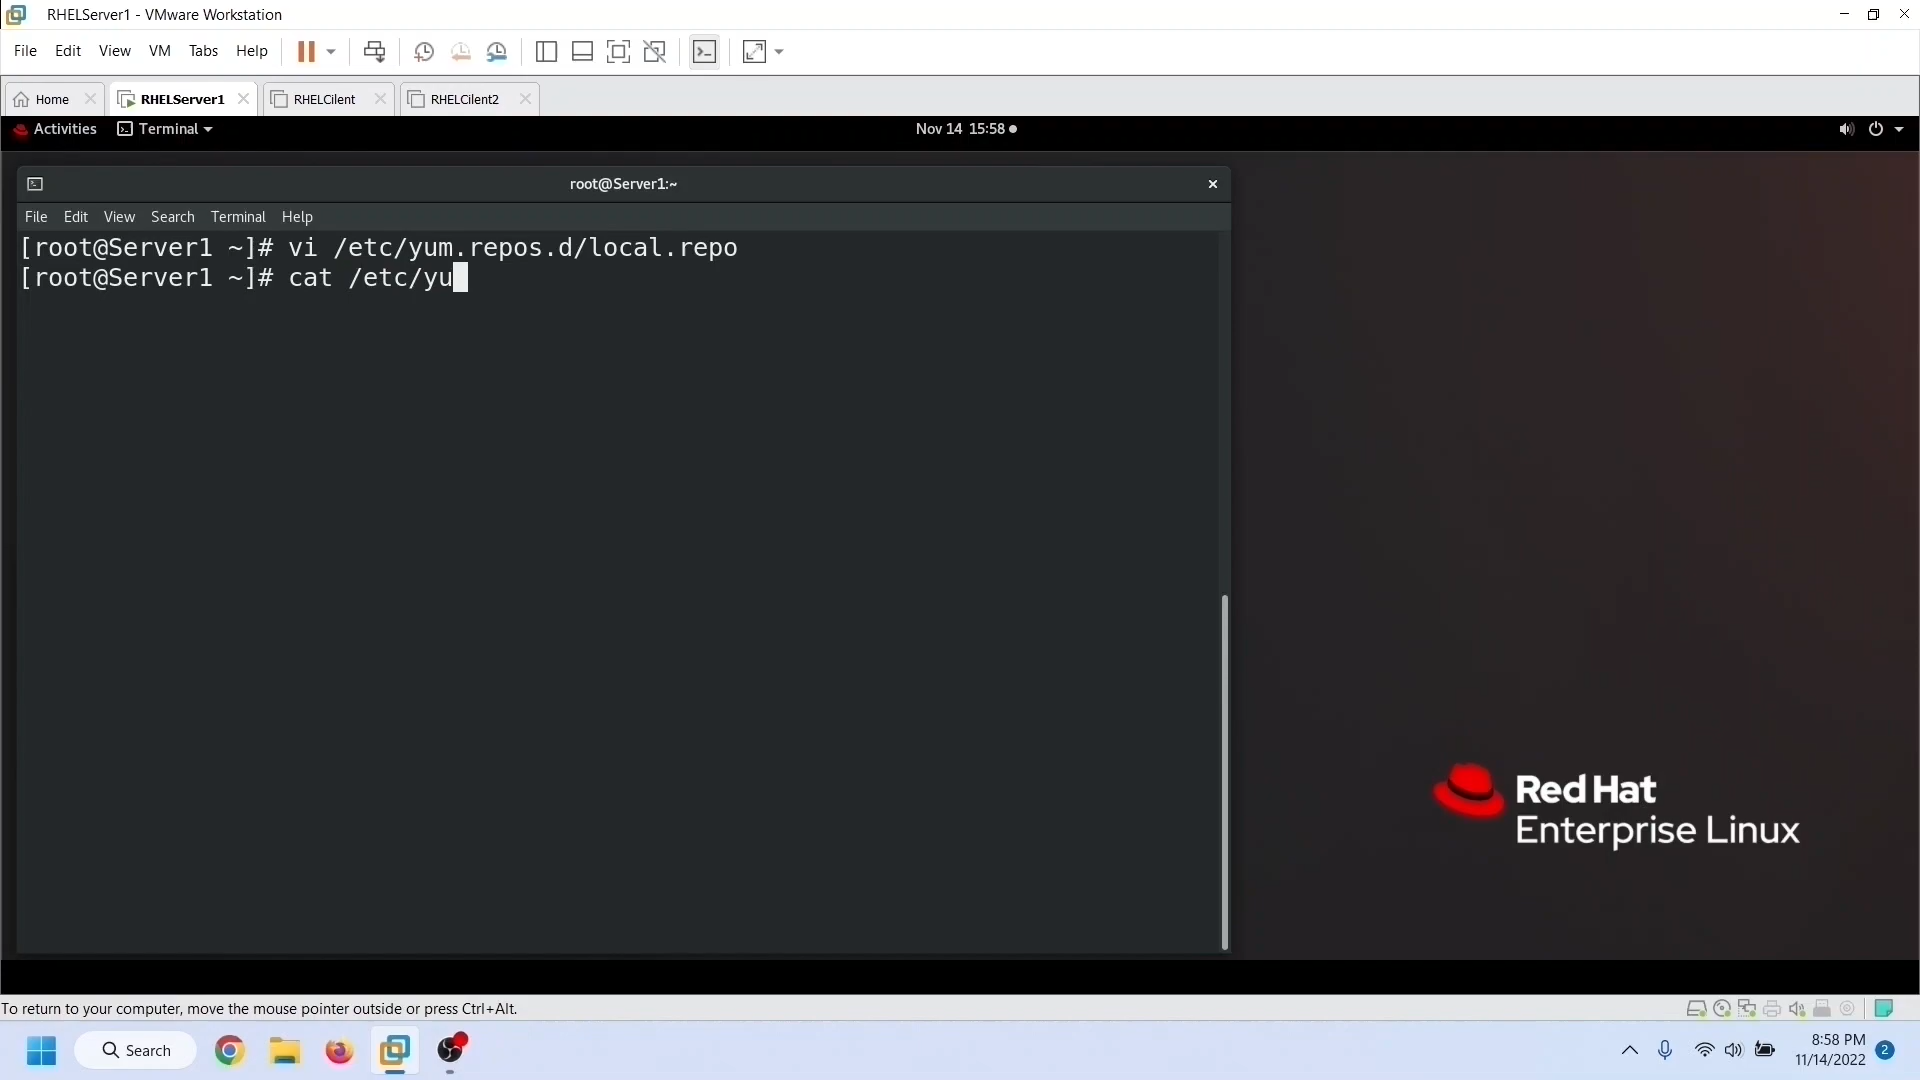 RHELServer1 - VMware Workstation
File Edit View VM Tabs Help
Home RHELServer1 RHELCilent RHELCilent2
Activities Terminal Nov 14 15:58
root@Server1:~
File Edit View Search Terminal Help
[root@Server1 ~]# vi /etc/yum.repos.d/local.repo
[root@Server1 ~]# cat /etc/yu
Red Hat
Enterprise Linux
To return to your computer, move the mouse pointer outside or press Ctrl+Alt.
Search
8:58 PM
11/14/2022
2